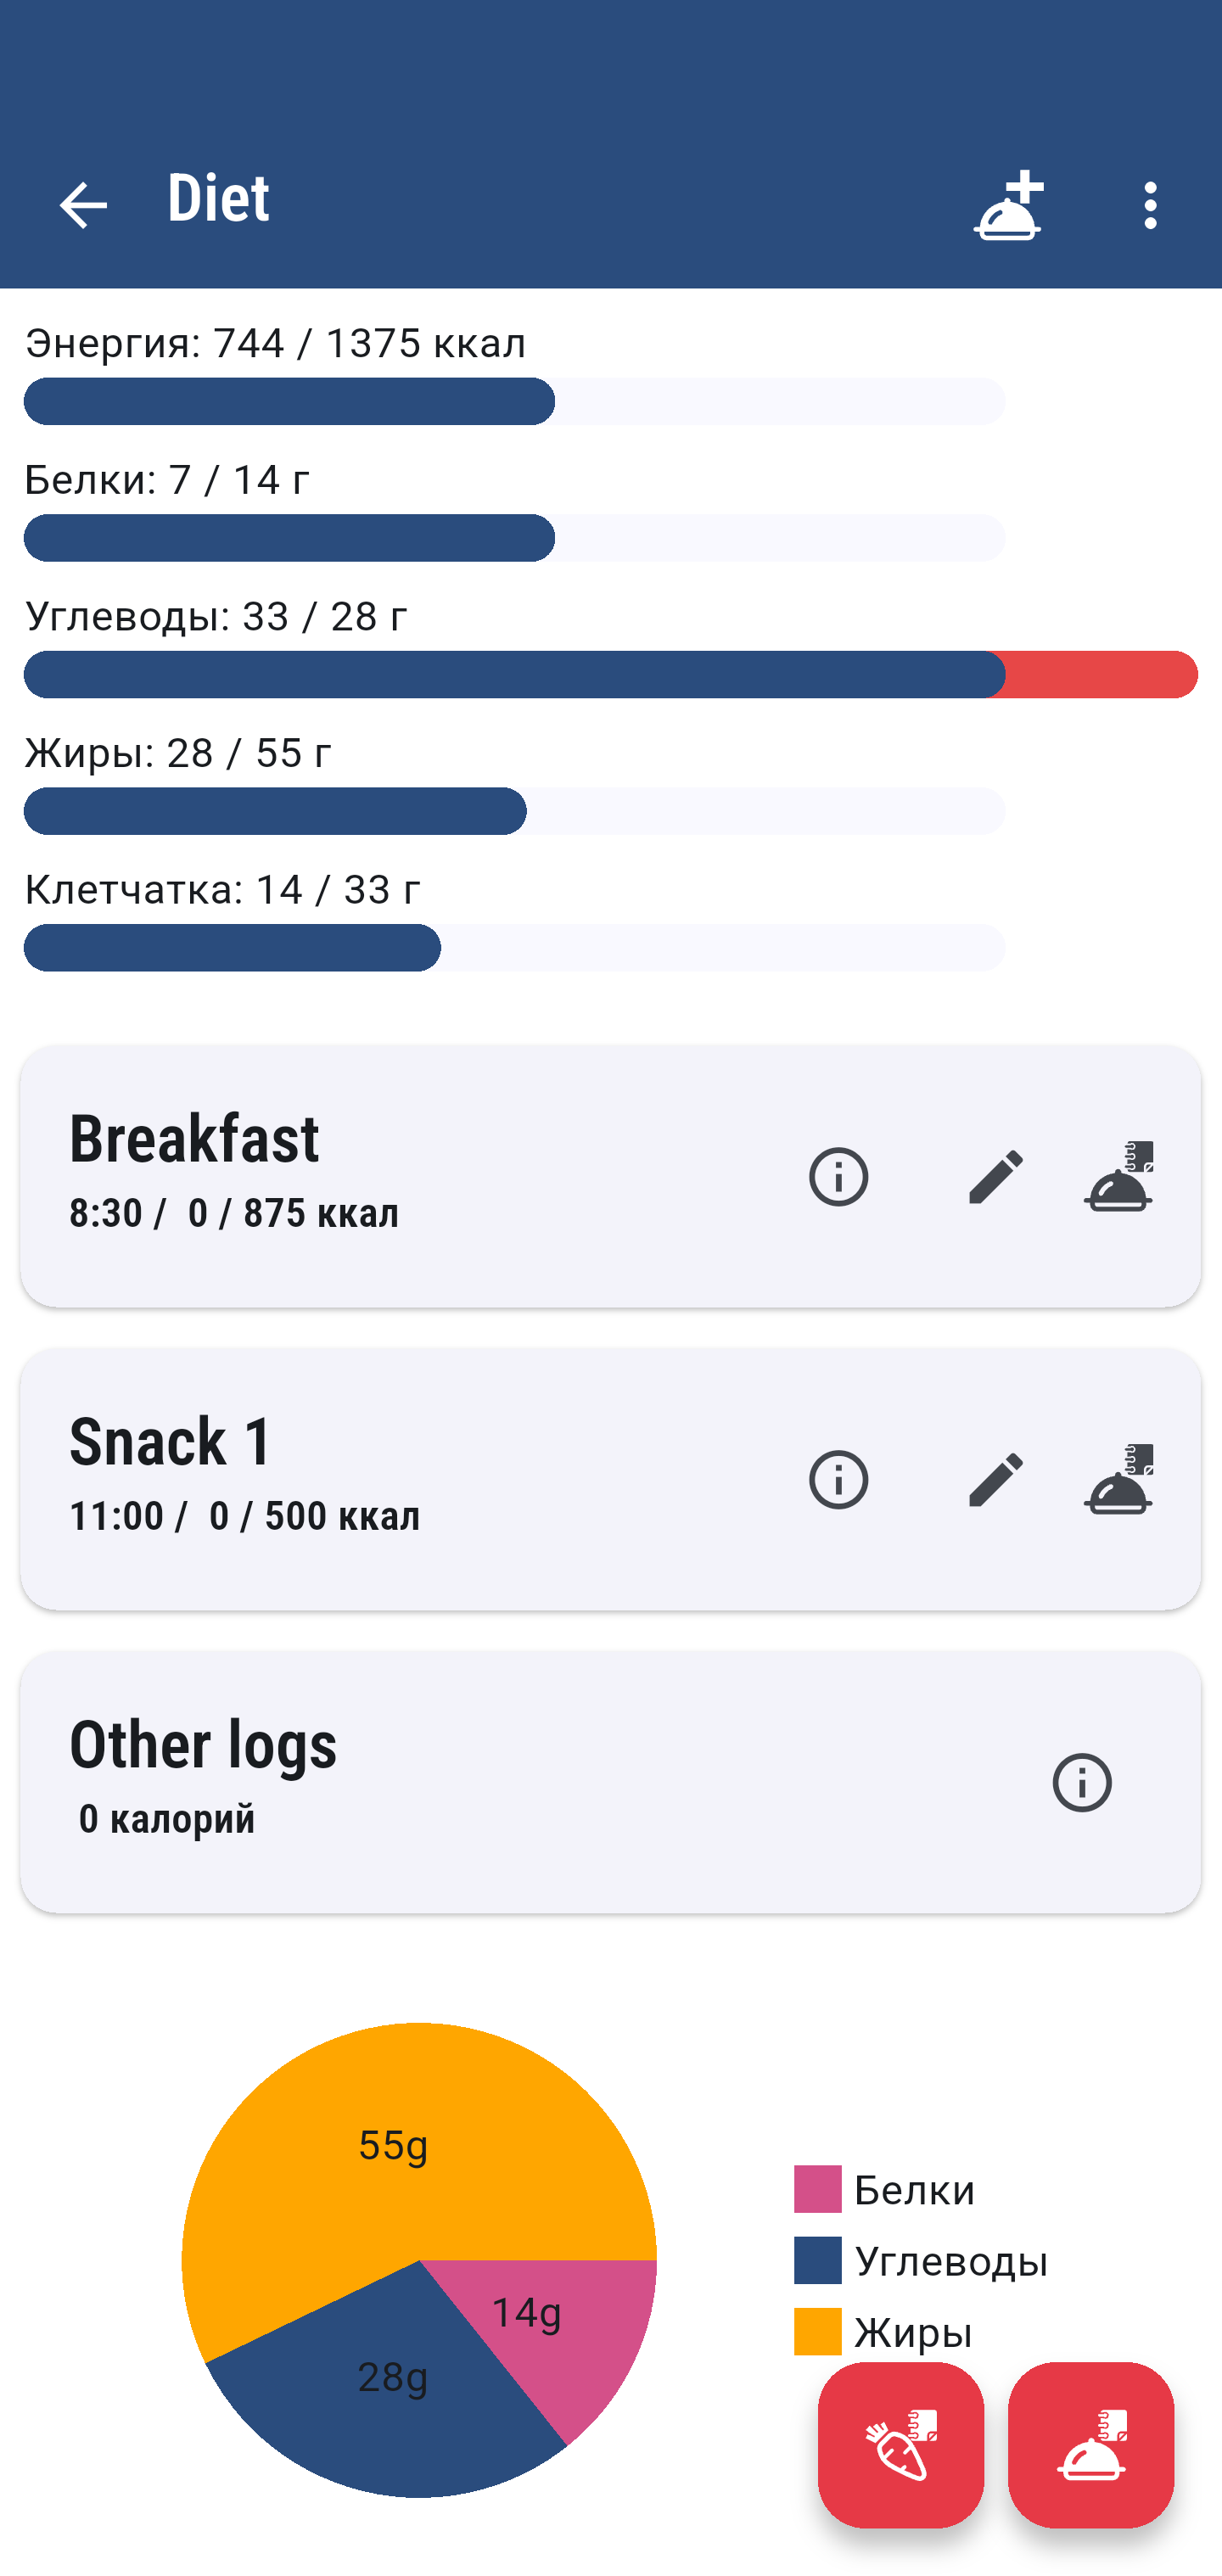 Diet
Энергия: 744 / 1375 ккал
Белки: 7 / 14 г
Углеводы: 33 / 28 г
Жиры: 28 / 55 г
Клетчатка: 14 / 33 г
Breakfast
8:30 / 0 / 875 ккал
Snack 1
11:00 / 0 / 500 ккал
Other logs
0 калорий
55g
14g
28g
Белки
Углеводы
Жиры